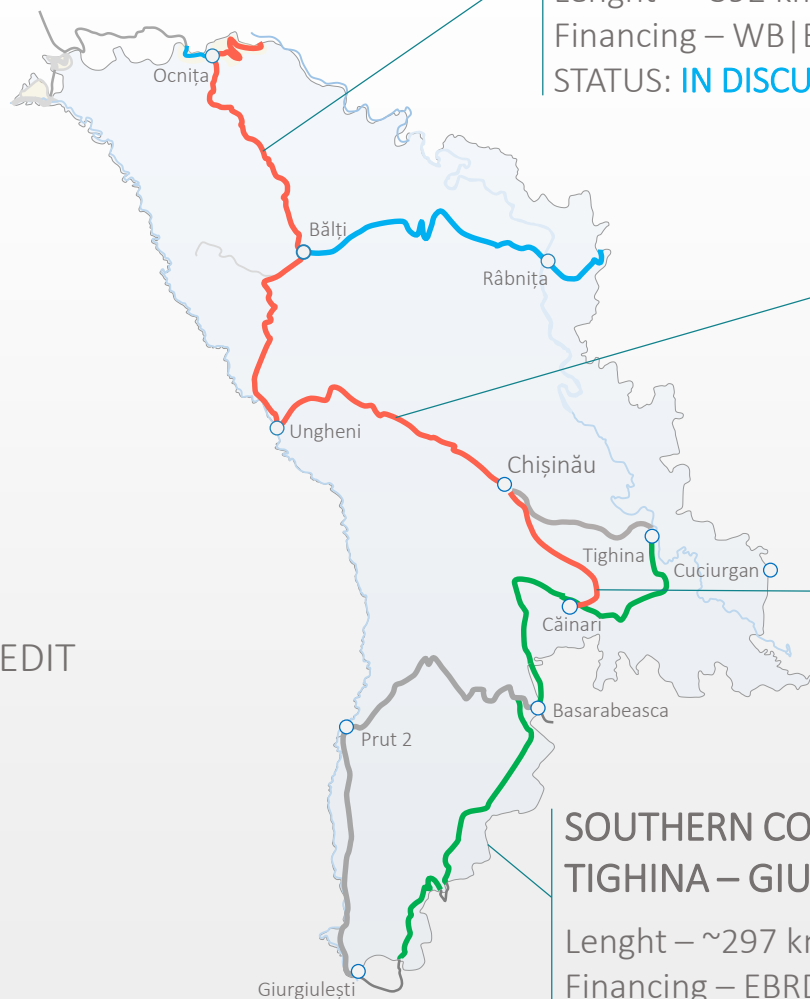 Financing – WB|E
STATUS: IN DISCU
Ocnița
Bălți
Râbnița
Ungheni
Chișinău
Tighina
Cuciurgan
Căinari
EDIT
Basarabeasca
Prut 2
SOUTHERN CO
TIGHINA – GIU
Lenght – ~297 km
Financing – EBRD
Giurgiulești